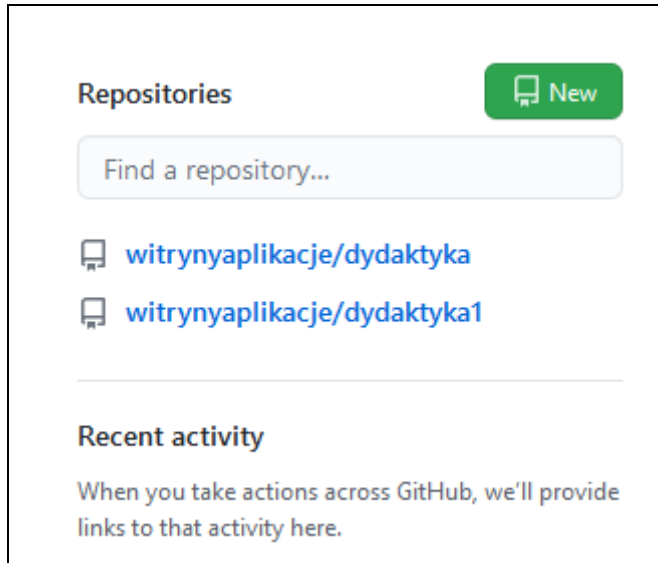 Repositories
New
Find a repository...
witrynyaplikacje/dydaktyka
witrynyaplikacje/dydaktyka1
Recent activity
When you take actions across GitHub, we’ll provide
links to that activity here.